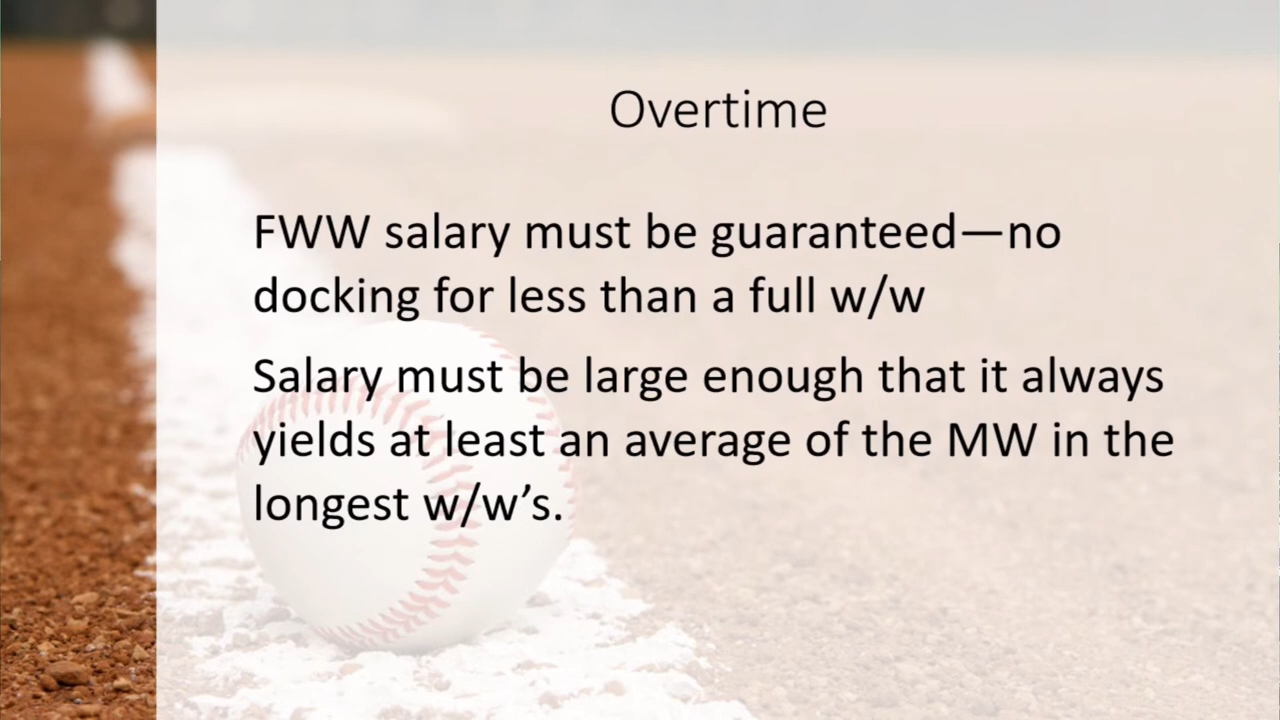 Overtime
FWW salary must be guaranteed—no
docking for less than a full w/w
Salary must be large enough that it always
yields at least an average of the MW in the
longest w/w’s.